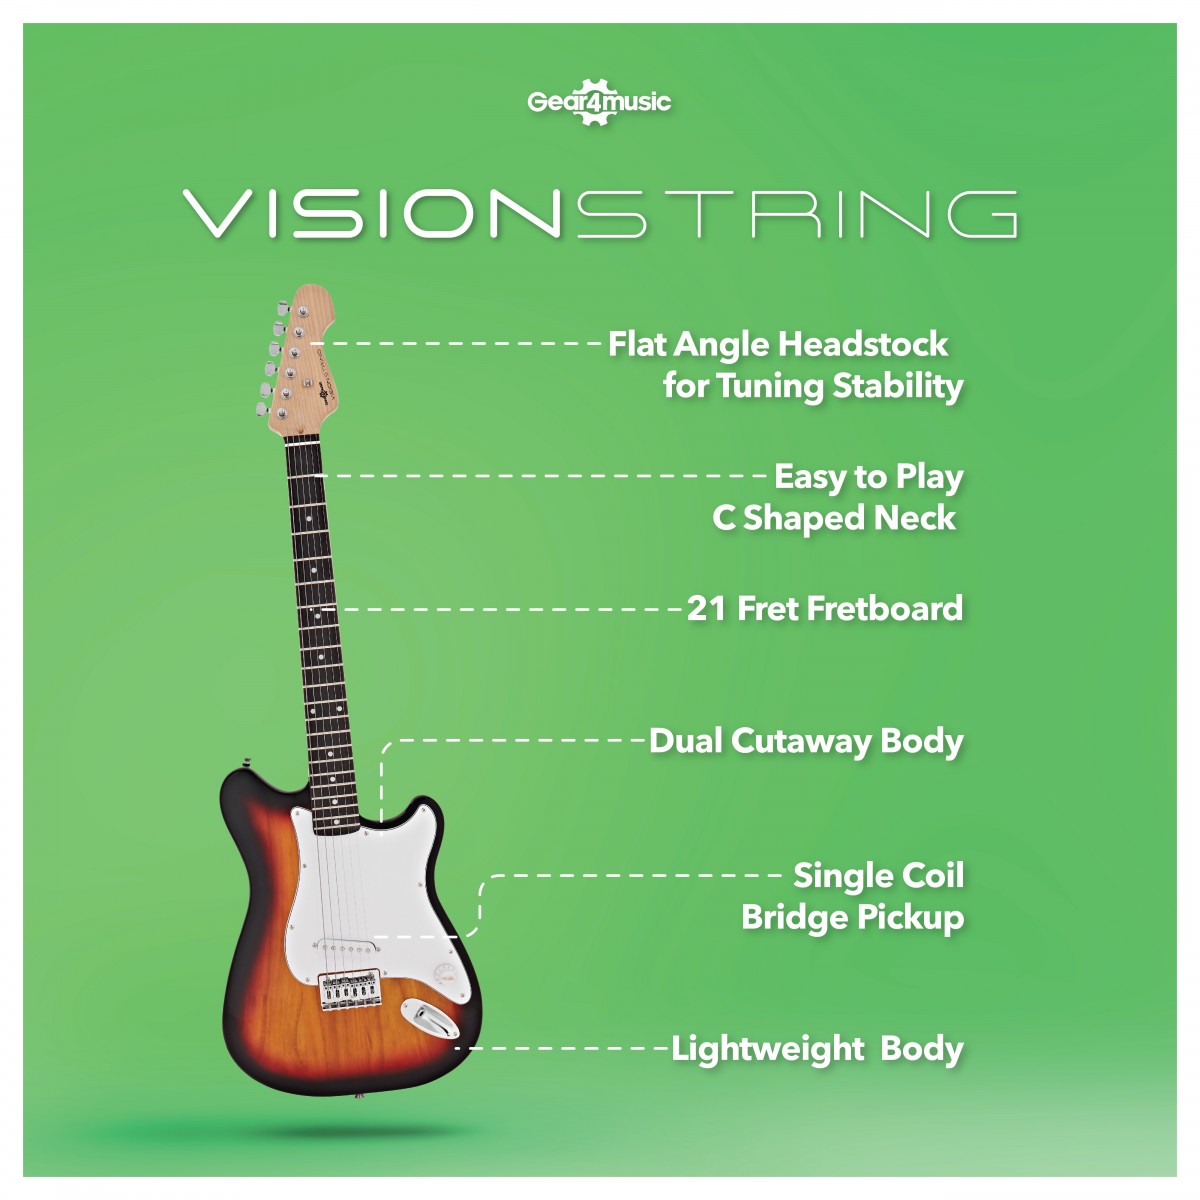 Gear4music
VISIONSTRING
Flat Angle Headstock
for Tuning Stability
Easy to Play
C Shaped Neck
21 Fret Fretboard
Dual Cutaway Body
Single Coil
Bridge Pickup
Lightweight Body